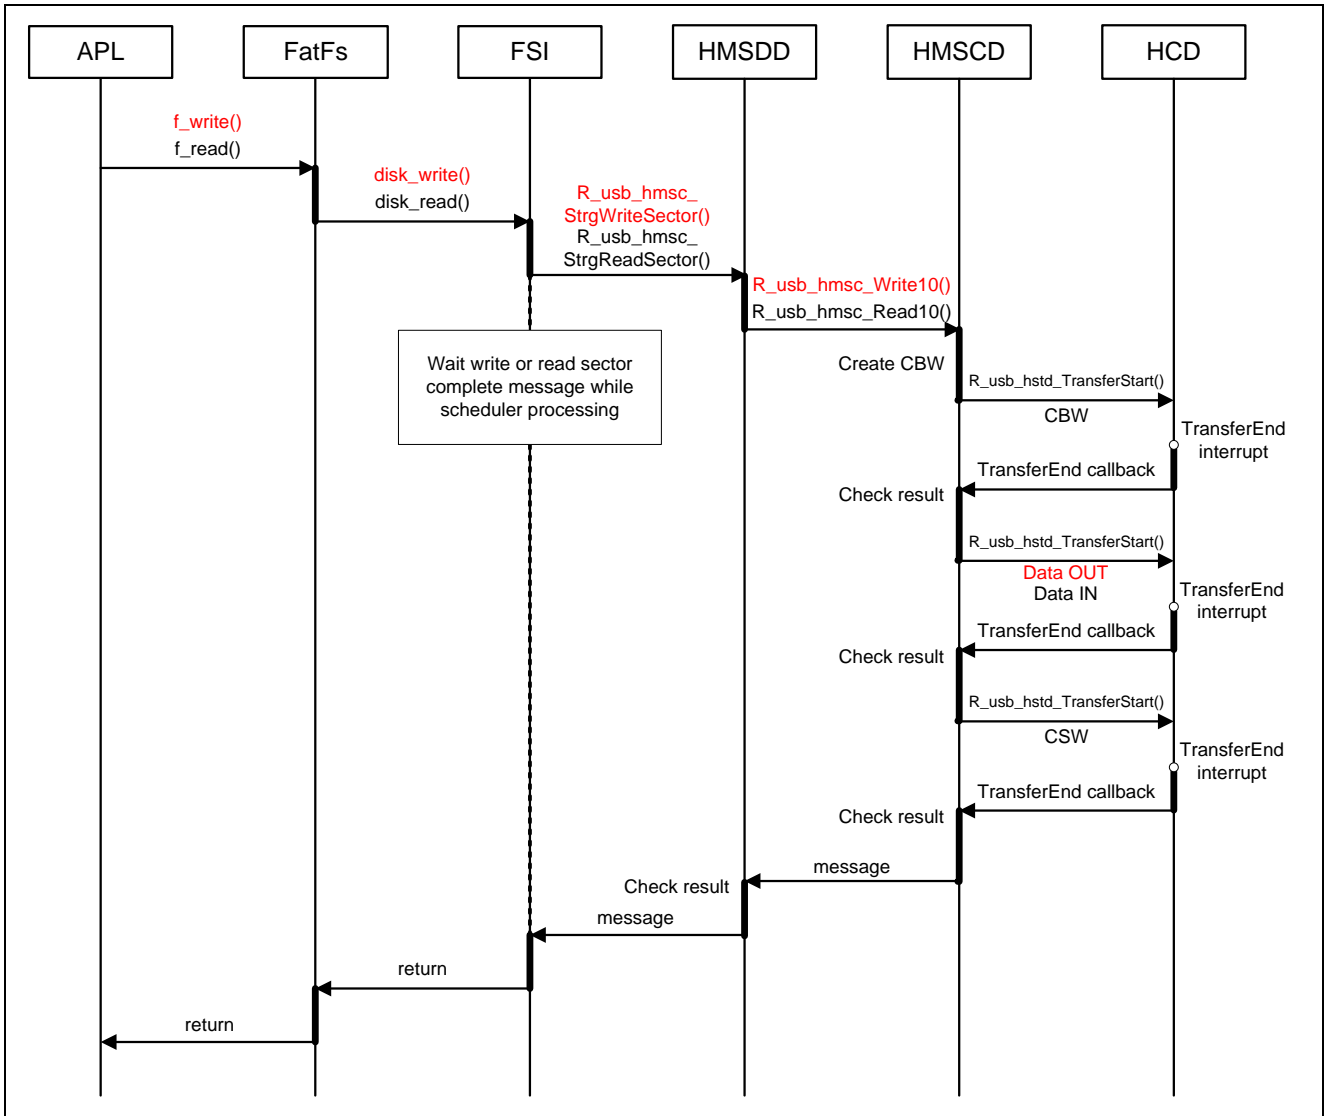 APL
FatFs
FSI
HMSDD
HMSCD
HCD
f_write()
f_read()
disk_write()
disk_read()
R_usb_hmsc_
StrgWriteSector()
R_usb_hmsc_
StrgReadSector()
R_usb_hmsc_Write10()
R_usb_hmsc_Read10()
Wait write or read sector
complete message while
scheduler processing
Create CBW
R_usb_hstd_TransferStart()
CBW
TransferEnd
interrupt
TransferEnd callback
Check result
R_usb_hstd_TransferStart()
Data OUT
Data IN
TransferEnd
interrupt
TransferEnd callback
Check result
R_usb_hstd_TransferStart()
CSW
TransferEnd
interrupt
TransferEnd callback
Check result
message
Check result
message
return
return